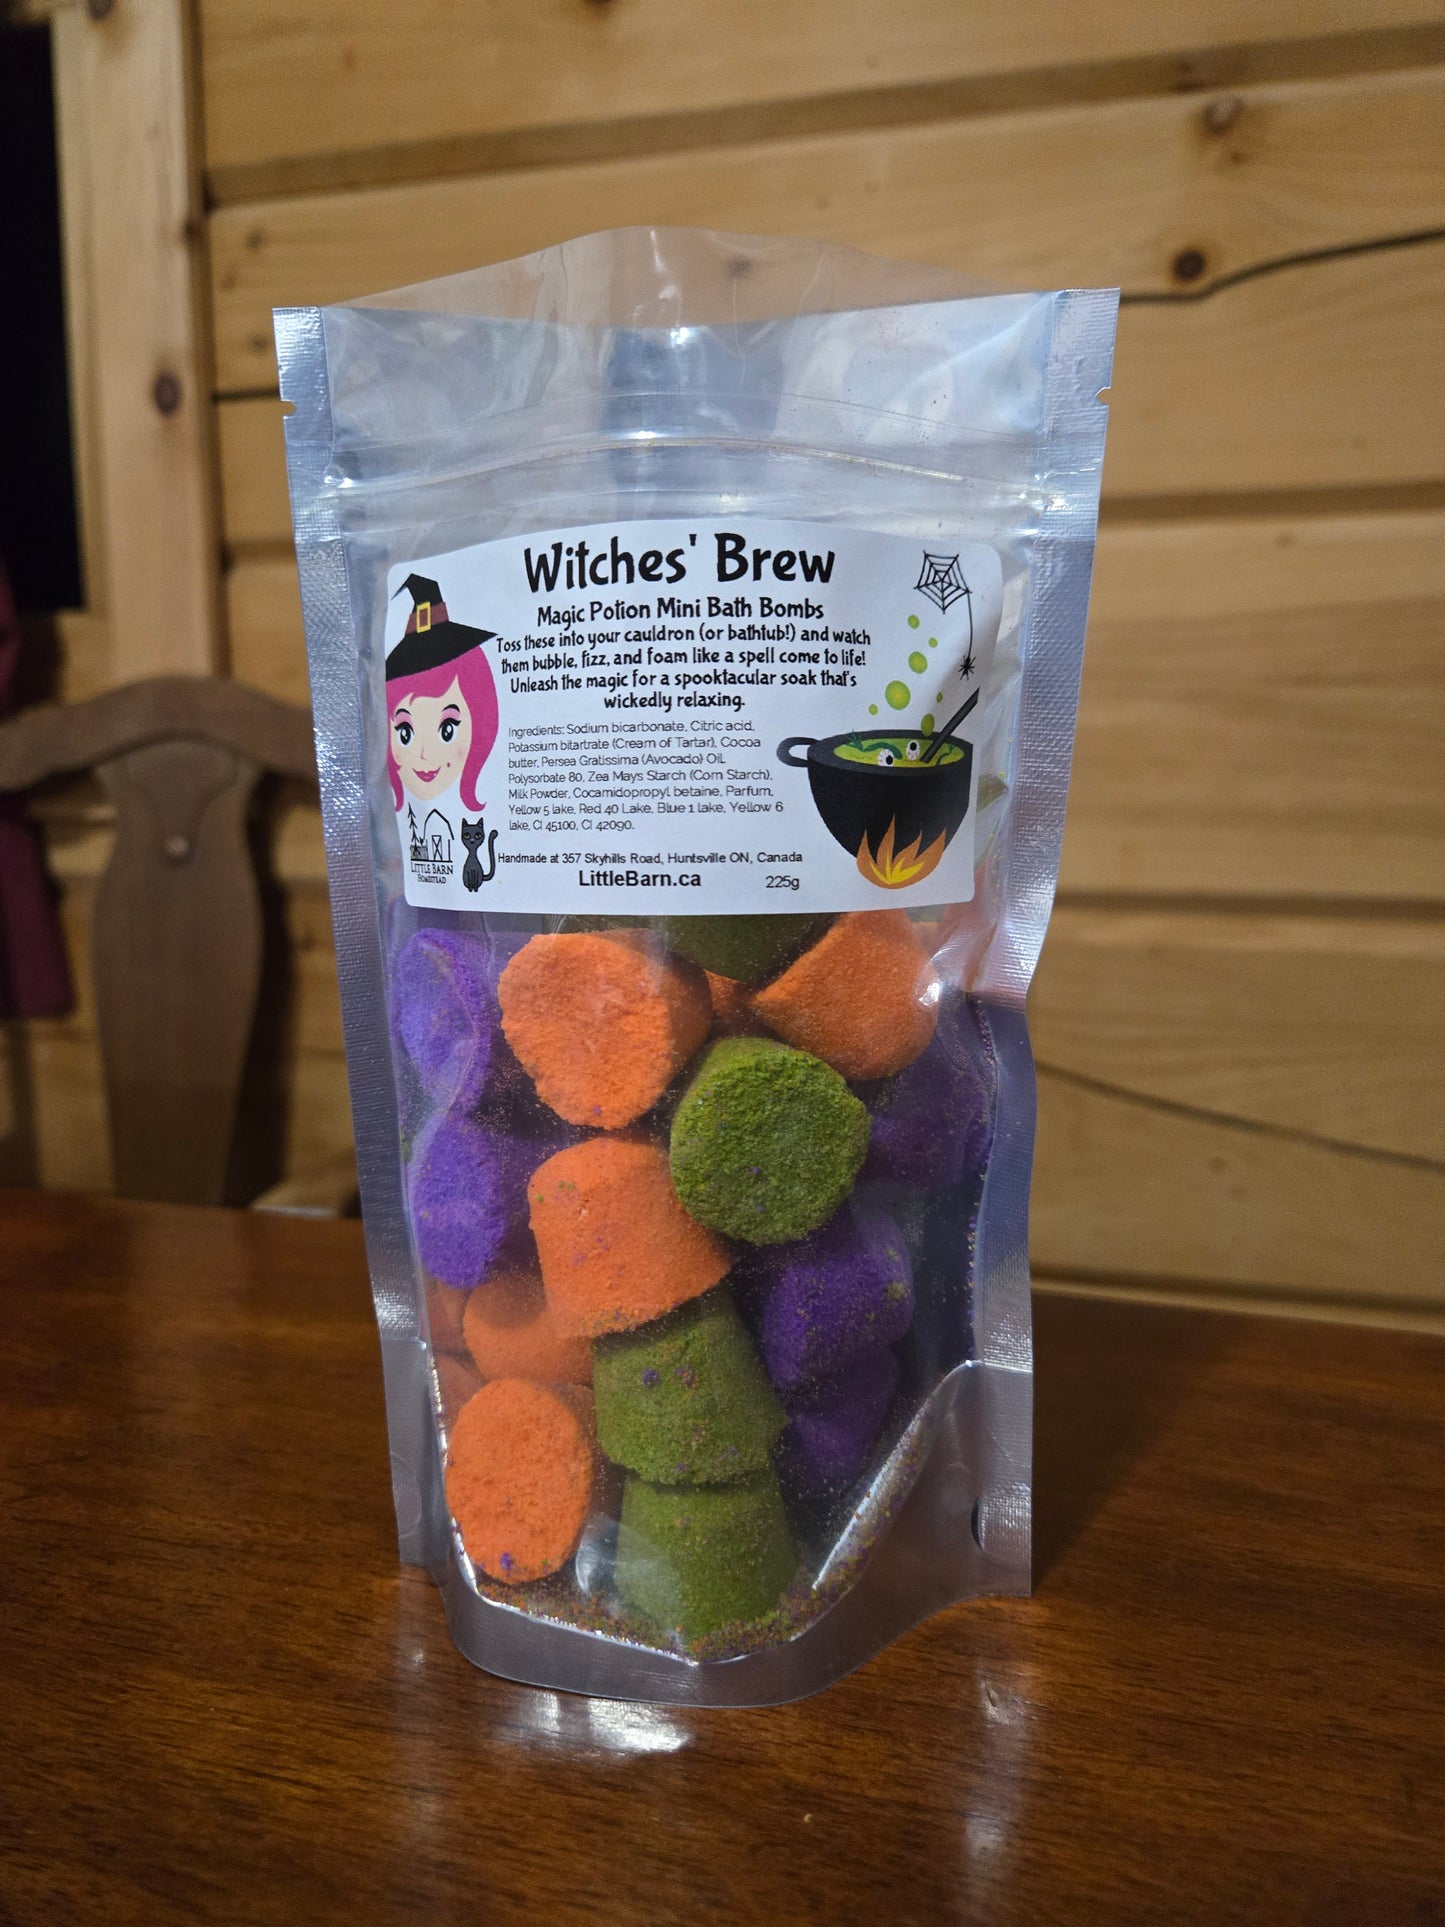 Witches' Brew
Magic Potion Mini Bath Bombs
Toss these into your cauldron (or bathtub!) and watch
them bubble, fizz, and foam like a spell come to life!
Unleash the magic for a spooktacular soak that's
wickedly relaxing.
Ingredients: Sodium bicarbonate, Citric acid,
Potassium bitartrate (Cream of Tartar), Cocoa
butter, Persea Gratissima (Avocado) OIL
Polysorbate 80, Zea Mays Starch (Corn Starch),
Milk Powder, Cocamidopropyl betaine, Parfum,
Yellow 5 lake, Red 40 Lake, Blue 1 lake, Yellow 6
lake, CI 45100, CI 42090.
LITTLE BARN
HOMESTEAD
Handmade at 357 Skyhills Road, Huntsville ON, Canada
LittleBarn.ca
225g